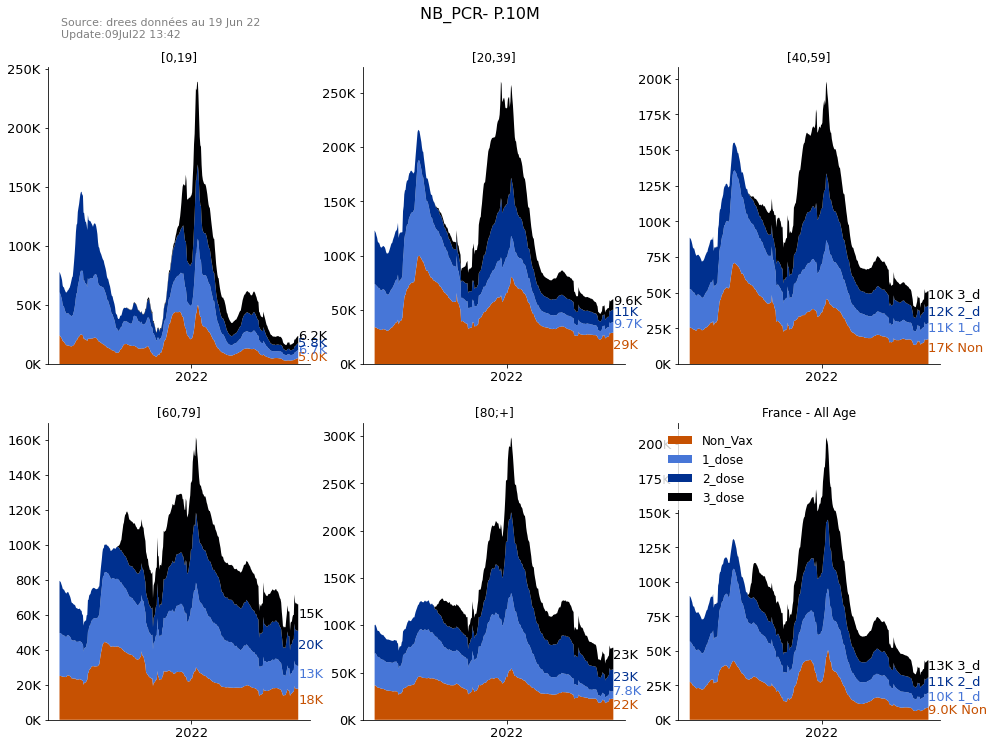 NB_PCR- P.10M
Source: drees données au 19 Jun 22
Update:09Jul22 13:42
[0,19]
250K
200K
150K
100K
50K
0K
2022
6.2K
6.7K
5.0K
[20,39]
250K
200K
150K
100K
50K
0K
2022
9.6K
11K
9.7K
29K
[40,59]
200K
175K
150K
125K
100K
75K
50K
25K
0K
2022
10K 3_d
12K 2_d
11K 1_d
17K Non
[60,79]
160K
140K
120K
100K
80K
60K
40K
20K
0K
2022
15K
20K
13K
18K
[80;+]
300K
250K
200K
150K
100K
50K
0K
2022
23K
23K
7.8K
22K
France - All Age
Non_Vax
1_dose
2_dose
3_dose
200K
175K
150K
125K
100K
75K
50K
25K
0K
2022
13K 3_d
11K 2_d
10K 1_d
9.0K Non